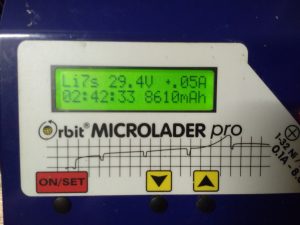 Li7s 29.4V +.05A
02:42:33 8610mAh
Orbit® MICROLADER pro
ON/SET